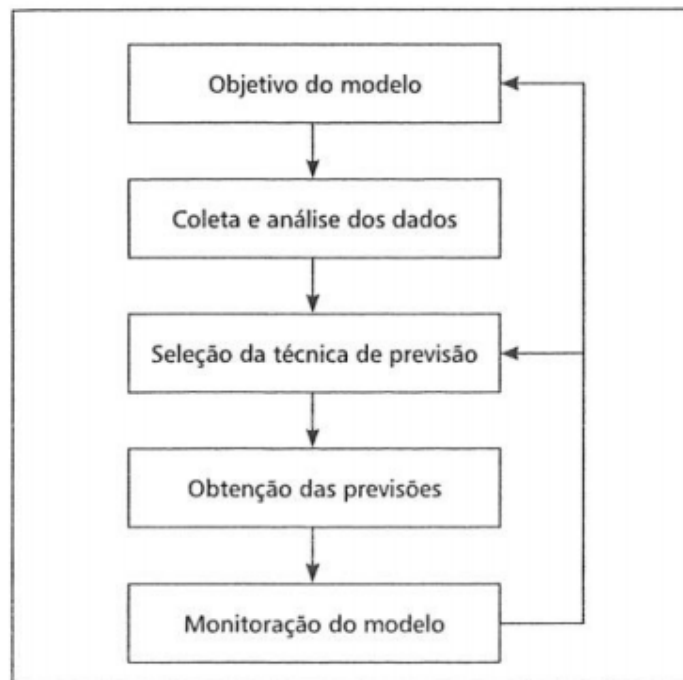 Objetivo do modelo
Coleta e análise dos dados
Seleção da técnica de previsão
Obtenção das previsões
Monitoração do modelo